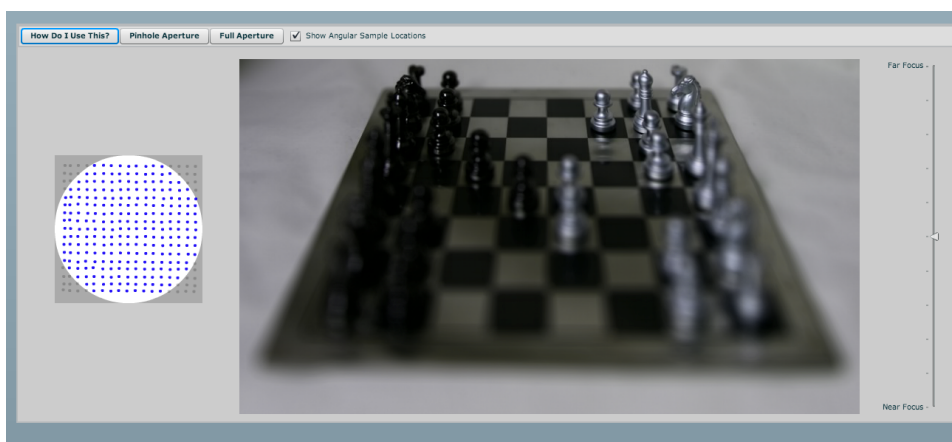 How Do I Use This? Pinhole Aperture Full Aperture Show Angular Sample Locations
Far Focus -
Near Focus -